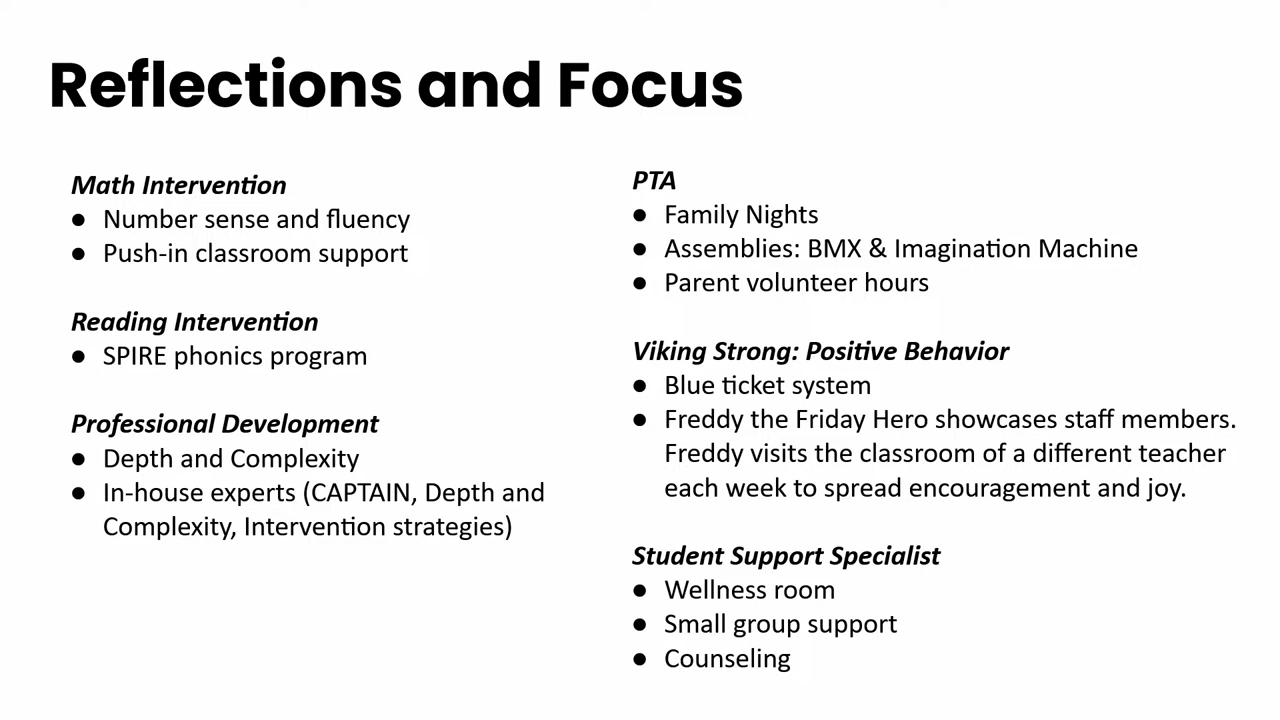 Reflections and Focus
Math Intervention
● Number sense and fluency
● Push-in classroom support
Reading Intervention
● SPIRE phonics program
Professional Development
● Depth and Complexity
● In-house experts (CAPTAIN, Depth and
Complexity, Intervention strategies)
PTA
● Family Nights
● Assemblies: BMX & Imagination Machine
● Parent volunteer hours
Viking Strong: Positive Behavior
● Blue ticket system
● Freddy the Friday Hero showcases staff members.
Freddy visits the classroom of a different teacher
each week to spread encouragement and joy.
Student Support Specialist
● Wellness room
● Small group support
● Counseling